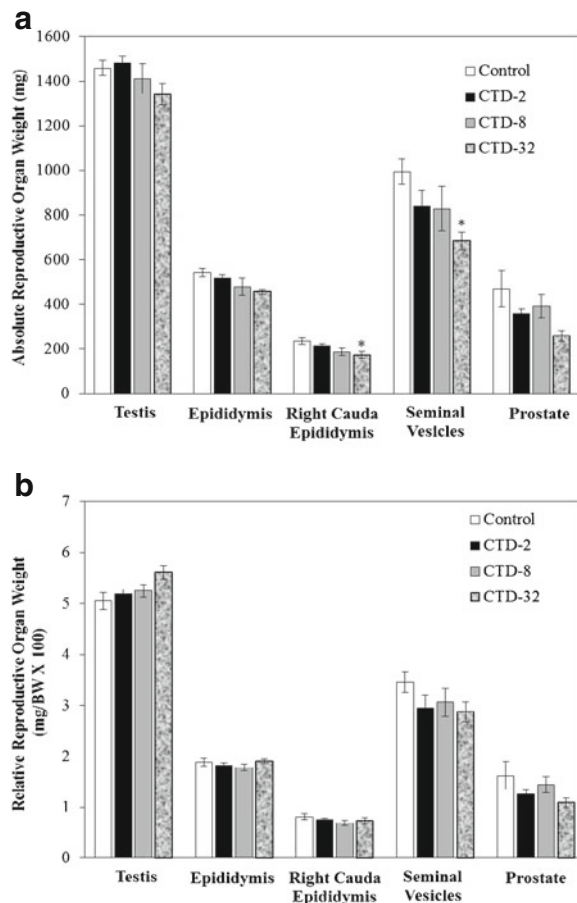 a
Absolute Reproductive Organ Weight (mg)
1600
1400
1200
1000
800
600
400
200
0
Control
CTD-2
CTD-8
CTD-32
*
*
Testis
Epididymis
Right Cauda
Epididymis
Seminal
Vesicles
Prostate
b
Relative Reproductive Organ Weight
(mg/BW X 100)
7
6
5
4
3
2
1
0
Control
CTD-2
CTD-8
CTD-32
Testis
Epididymis
Right Cauda
Epididymis
Seminal
Vesicles
Prostate